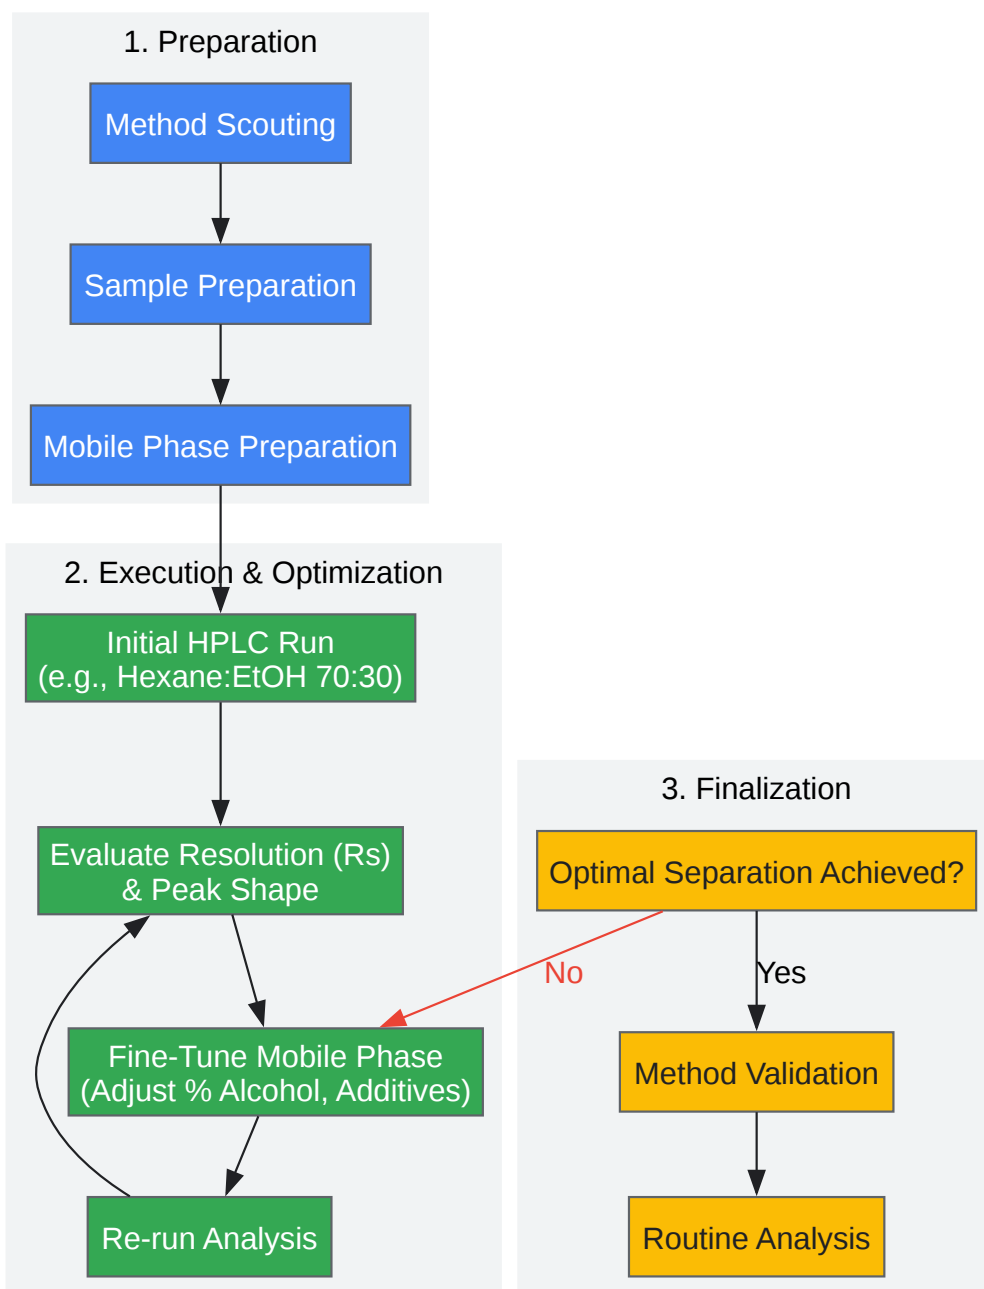 1. Preparation
Method Scouting
Sample Preparation
Mobile Phase Preparation
2. Execution & Optimization
Initial HPLC Run
(e.g., Hexane:EtOH 70:30)
Evaluate Resolution (Rs)
& Peak Shape
Fine-Tune Mobile Phase
(Adjust % Alcohol, Additives)
Re-run Analysis
3. Finalization
Optimal Separation Achieved?
No
Yes
Method Validation
Routine Analysis